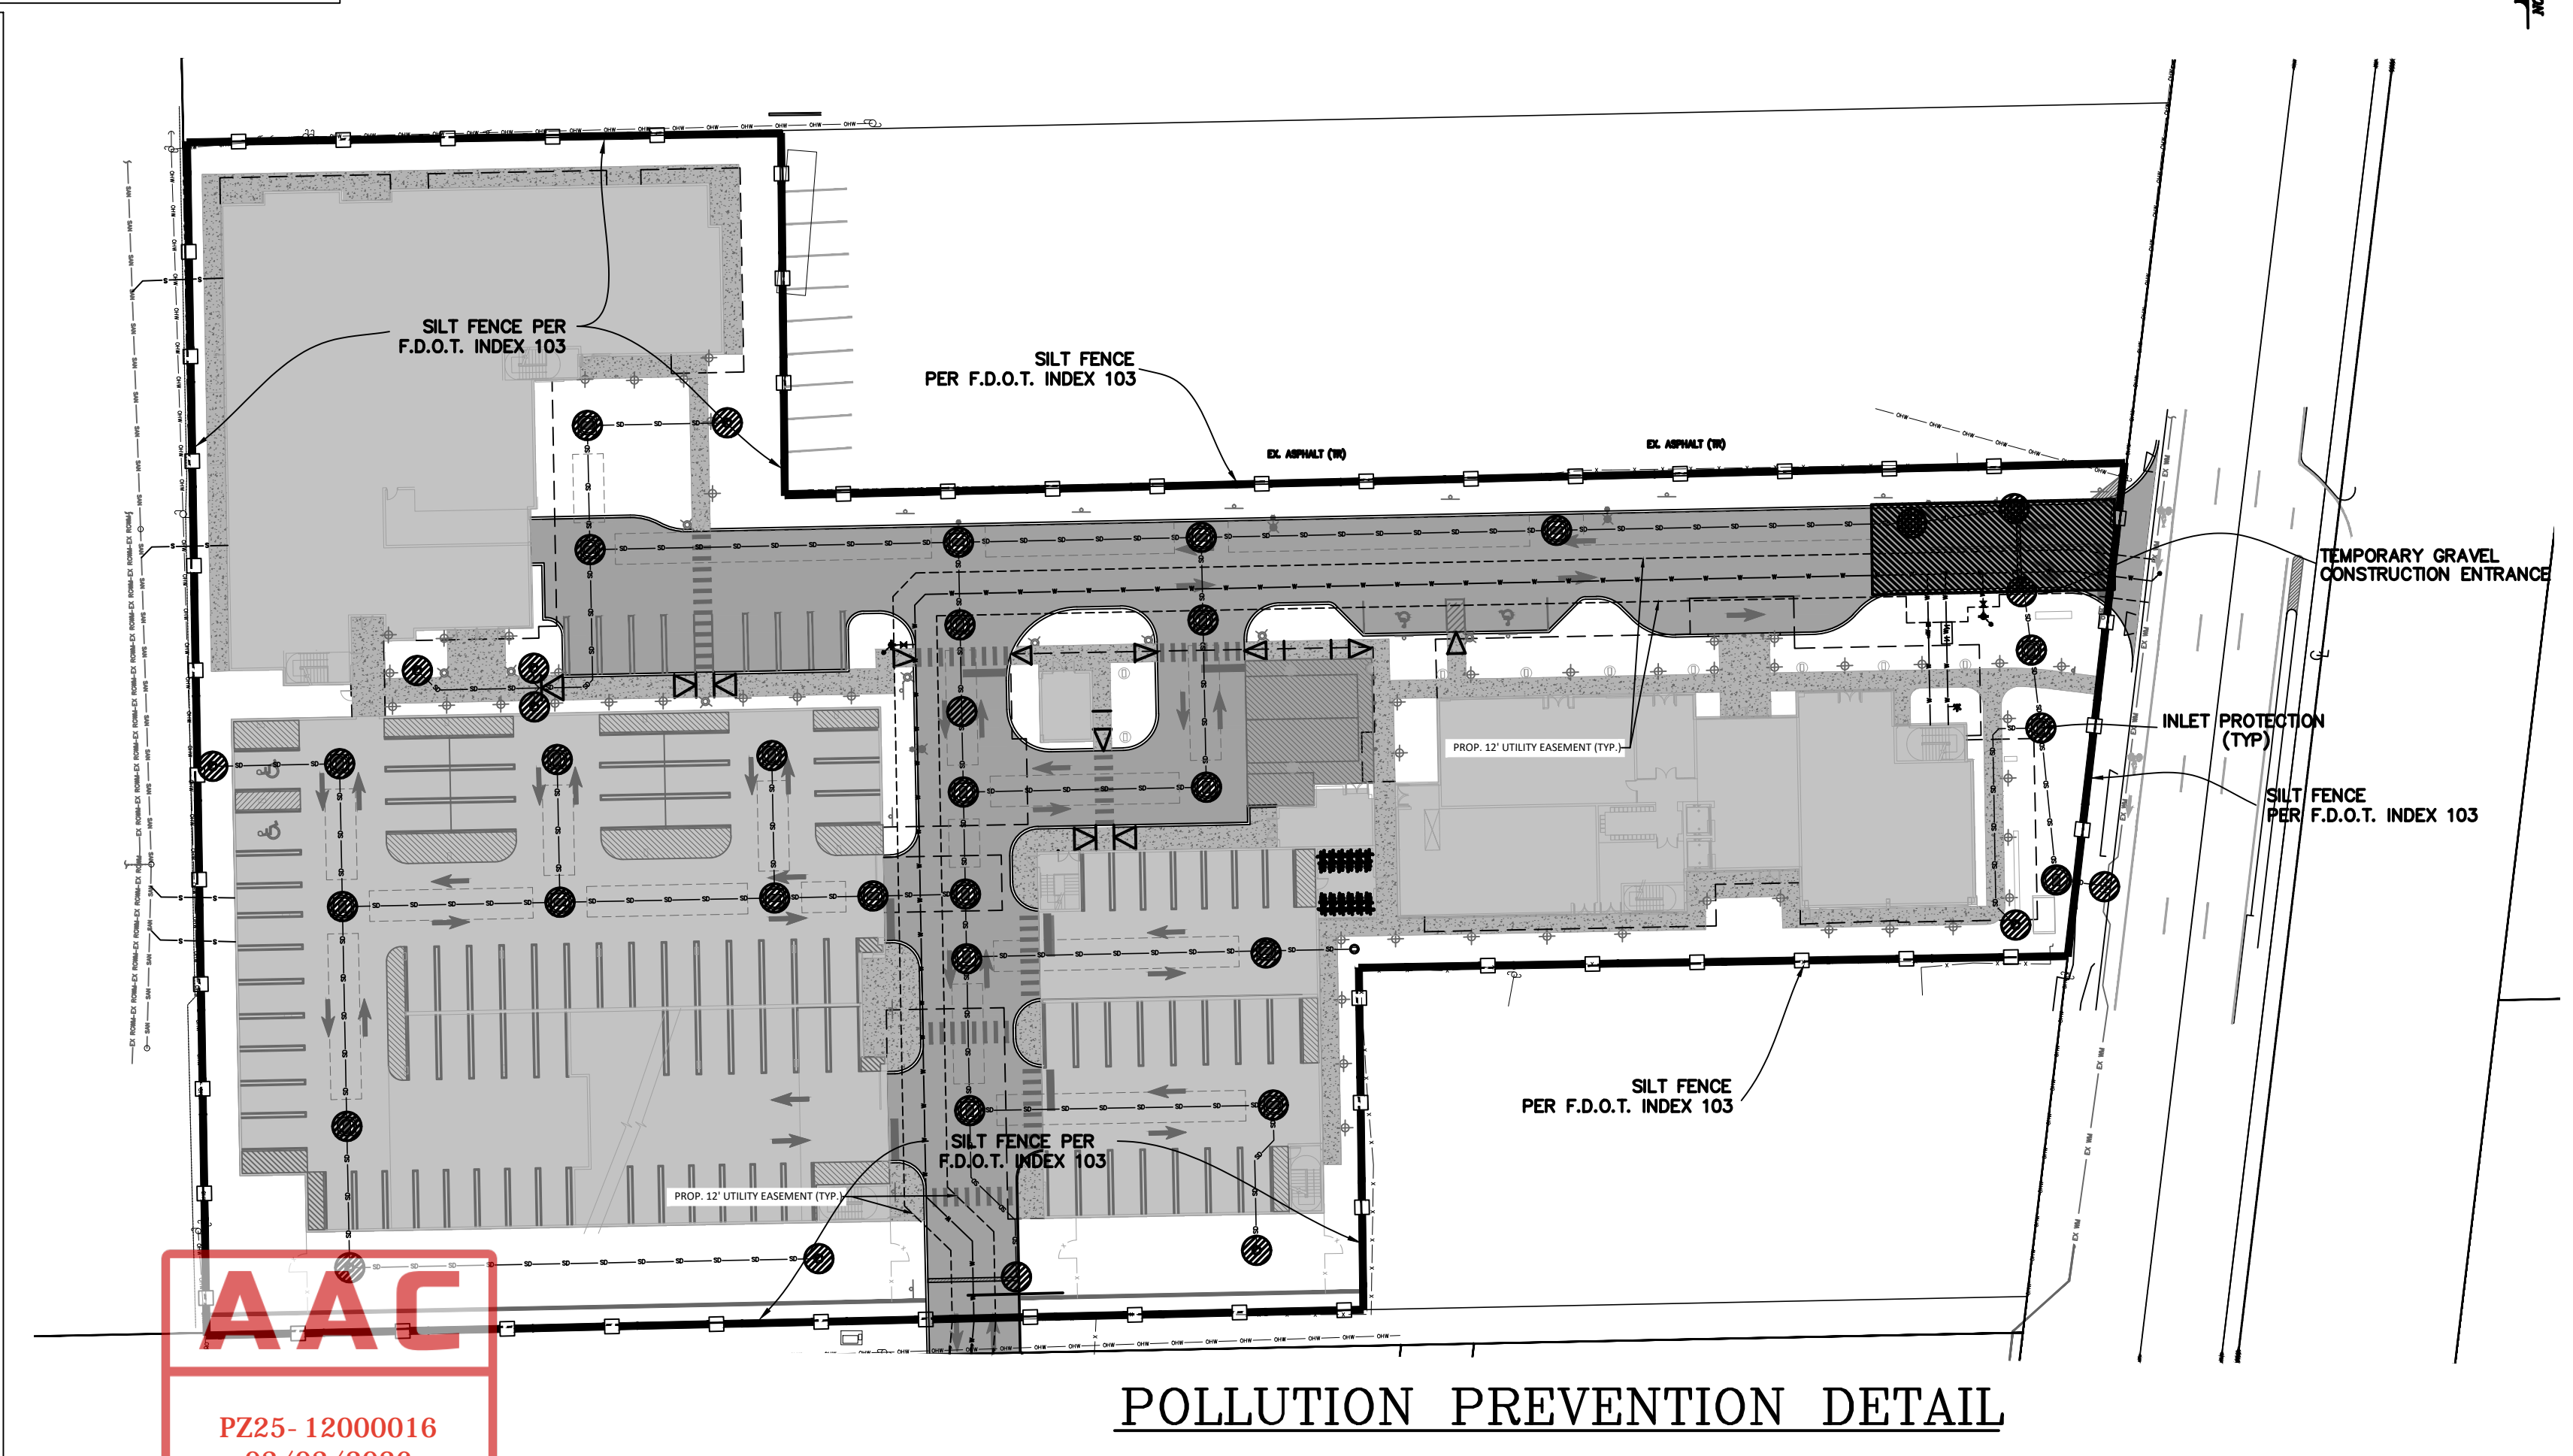 SILT FENCE PER
F.D.O.T. INDEX 103
SILT FENCE
PER F.D.O.T. INDEX 103
EX. ASPHALT (TR)
EX. ASPHALT (TR)
TEMPORARY GRAVEL
CONSTRUCTION ENTRANCE
INLET PROTECTION
(TYP)
PROP. 12' UTILITY EASEMENT (TYP.)
SILT FENCE
PER F.D.O.T. INDEX 103
SILT FENCE
PER F.D.O.T. INDEX 103
SILT FENCE PER
F.D.O.T. INDEX 103
PROP. 12' UTILITY EASEMENT (TYP.)
AAC
POLLUTION PREVENTION DETAIL
PZ25-12000016